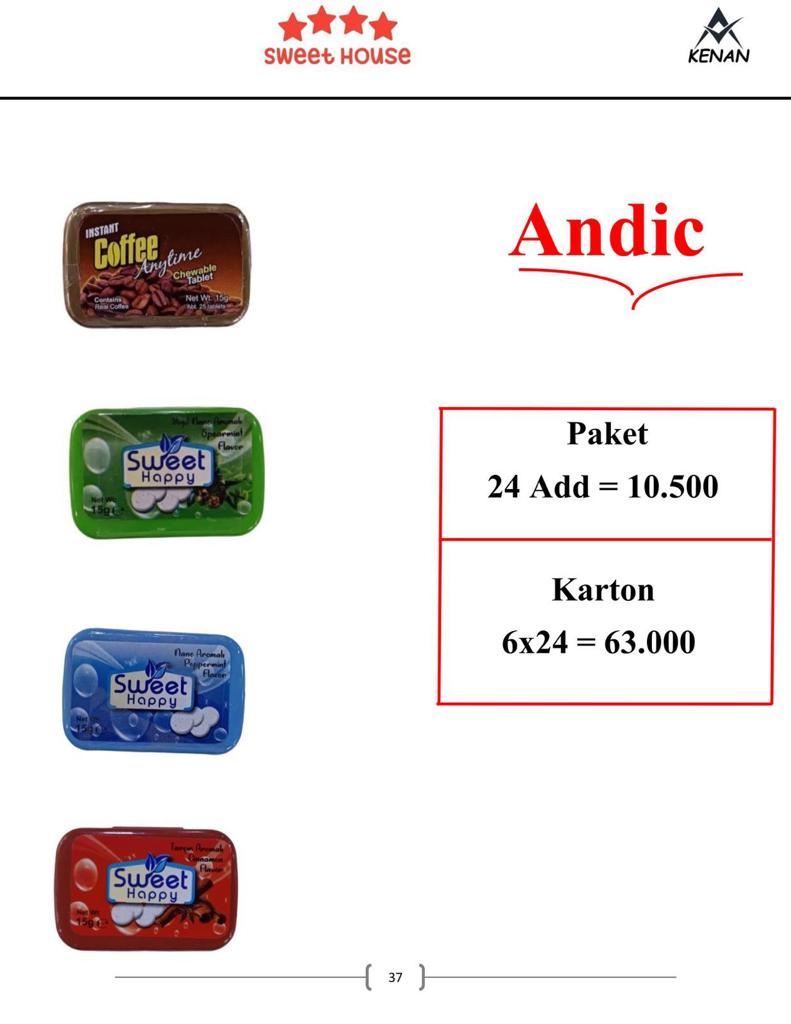 SWEET HOUSE
KENAN
Andic
INSTANT
Coffee
Anytime
Chewable
Tablet
Contains
Real Coffee
Net Wt. 15g
Abt. 25 tablets
Nane Aromalı
Spearmint
Flavor
Sweet
Happy
Net Wt.
15g e
Paket
24 Add = 10.500
Karton
6x24 = 63.000
Nane Aromalı
Peppermint
Flavor
Sweet
Happy
Net Wt.
15g e
Tarçın Aromalı
Cinnamon
Flavor
Sweet
Happy
Net Wt.
15g e
37